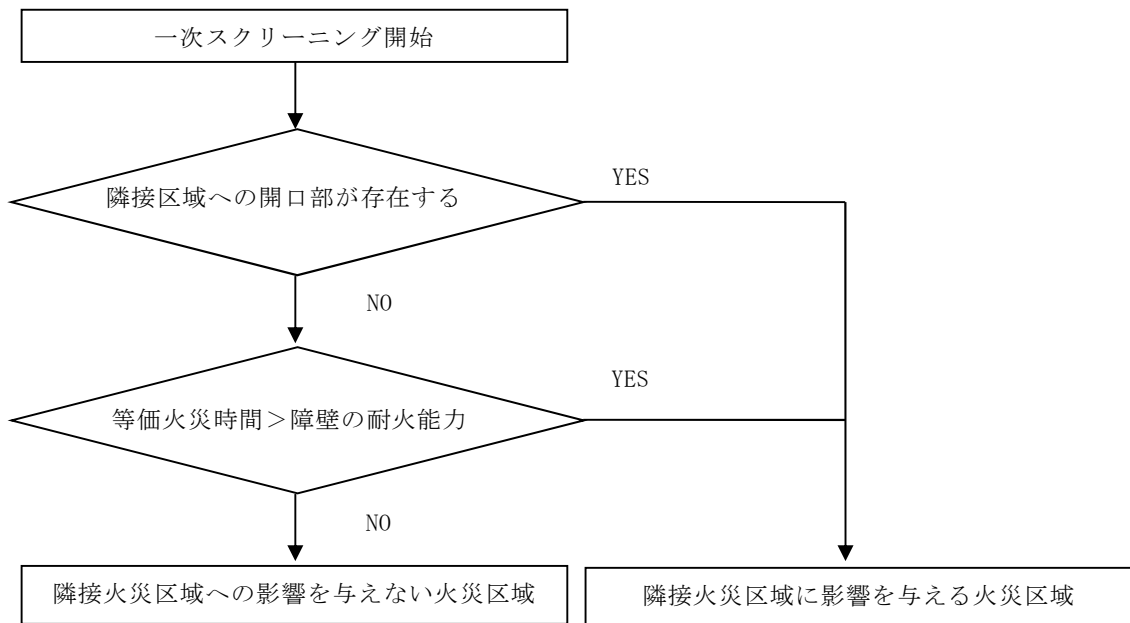 一次スクリーニング開始
隣接区域への開口部が存在する
YES
NO
等価火災時間＞障壁の耐火能力
YES
NO
隣接火災区域への影響を与えない火災区域
隣接火災区域に影響を与える火災区域